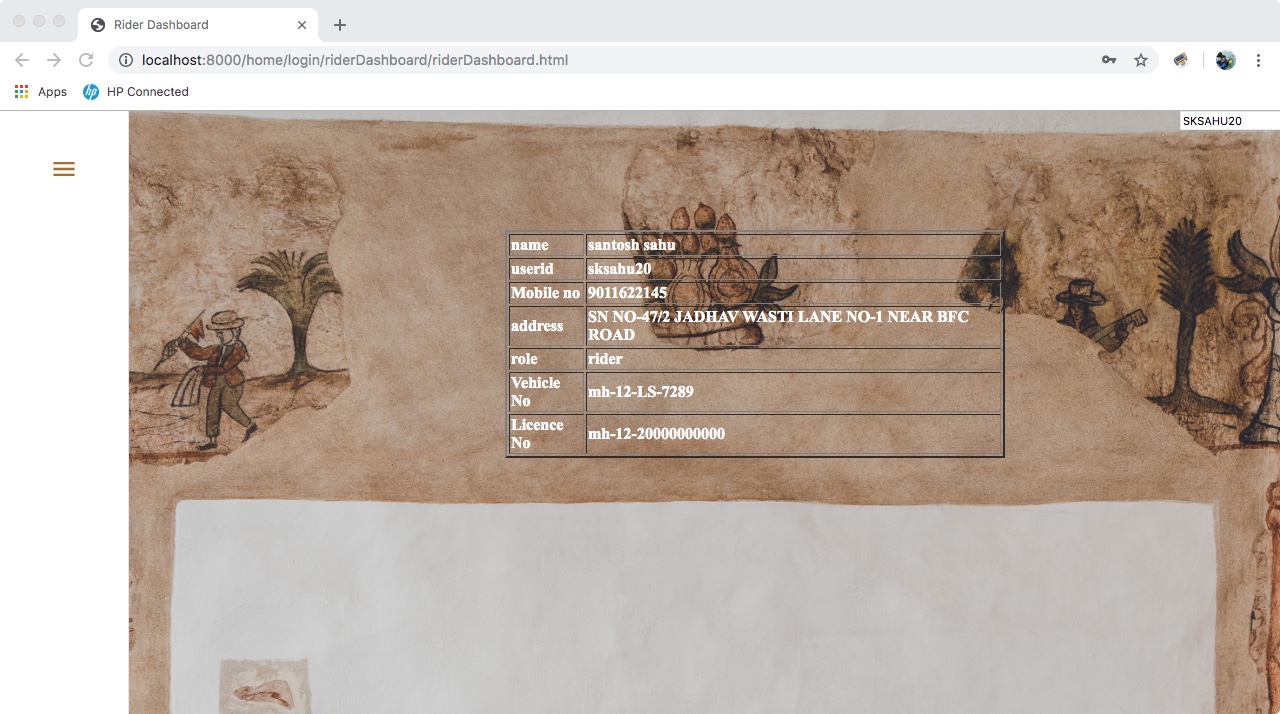 Rider Dashboard
localhost:8000/home/login/riderDashboard/riderDashboard.html
Apps
hp HP Connected
SKSAHU20
name santosh sahu
userid sksahu20
Mobile no 9011622145
address SN NO-47/2 JADHAV WASTI LANE NO-1 NEAR BFC
ROAD
role rider
Vehicle
No mh-12-LS-7289
Licence
No mh-12-20000000000